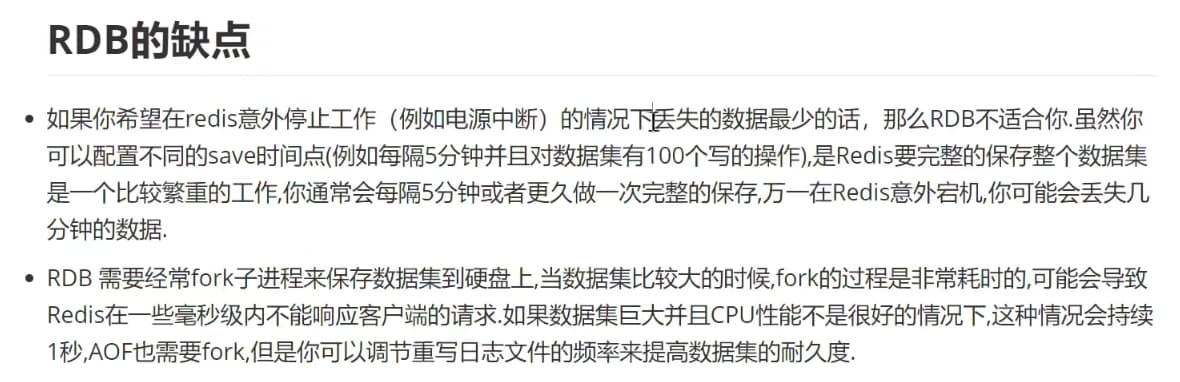 RDB的缺点
如果你希望在redis意外停止工作（例如电源中断）的情况下丢失的数据最少的话，那么RDB不适合你.虽然你
可以配置不同的save时间点(例如每隔5分钟并且对数据集有100个写的操作),是Redis要完整的保存整个数据集
是一个比较繁重的工作,你通常会每隔5分钟或者更久做一次完整的保存,万一在Redis意外宕机,你可能会丢失几
分钟的数据.
RDB 需要经常fork子进程来保存数据集到硬盘上,当数据集比较大的时候,fork的过程是非常耗时的,可能会导致
Redis在一些毫秒级内不能响应客户端的请求.如果数据集巨大并且CPU性能不是很好的情况下,这种情况会持续
1秒,AOF也需要fork,但是你可以调节重写日志文件的频率来提高数据集的耐久度.